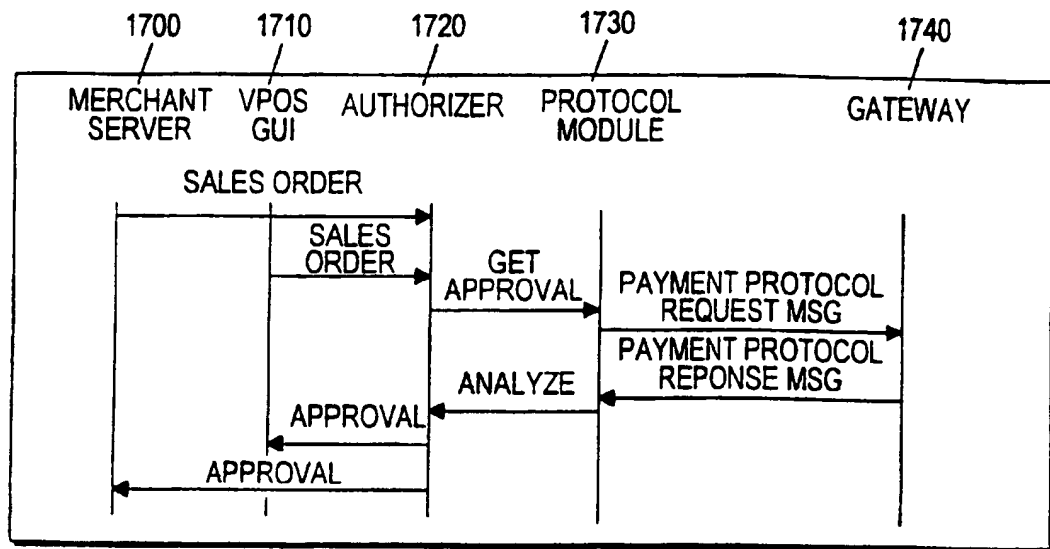 1700 1710 1720 1730 1740
MERCHANT SERVER
VPOS GUI
AUTHORIZER
PROTOCOL MODULE
GATEWAY
SALES ORDER
SALES
ORDER
GET
APPROVAL
PAYMENT PROTOCOL
REQUEST MSG
PAYMENT PROTOCOL
REPONSE MSG
ANALYZE
APPROVAL
APPROVAL